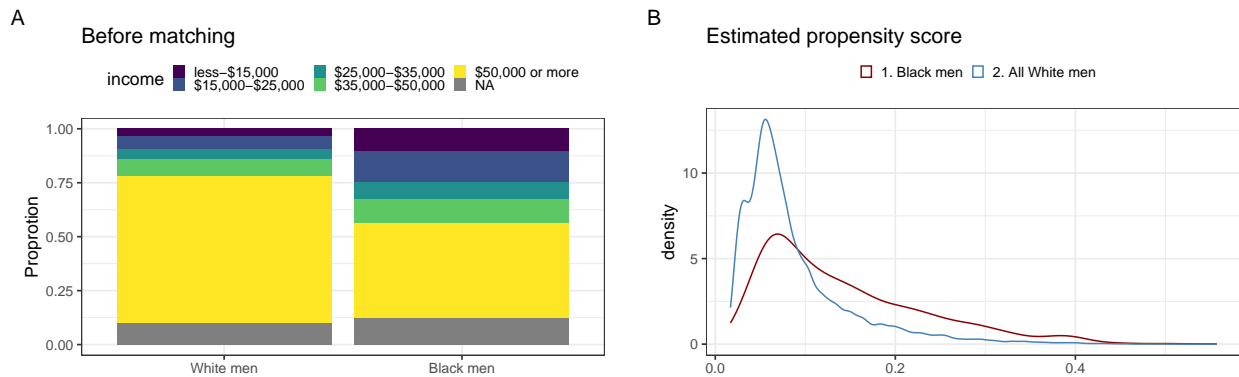 A
Before matching
income
less–$15,000
$15,000–$25,000
$25,000–$35,000
$35,000–$50,000
$50,000 or more
NA
1.00
0.75
0.50
0.25
0.00
Proprotion
White men
Black men
B
Estimated propensity score
1. Black men
2. All White men
10
5
0
density
0.0
0.2
0.4